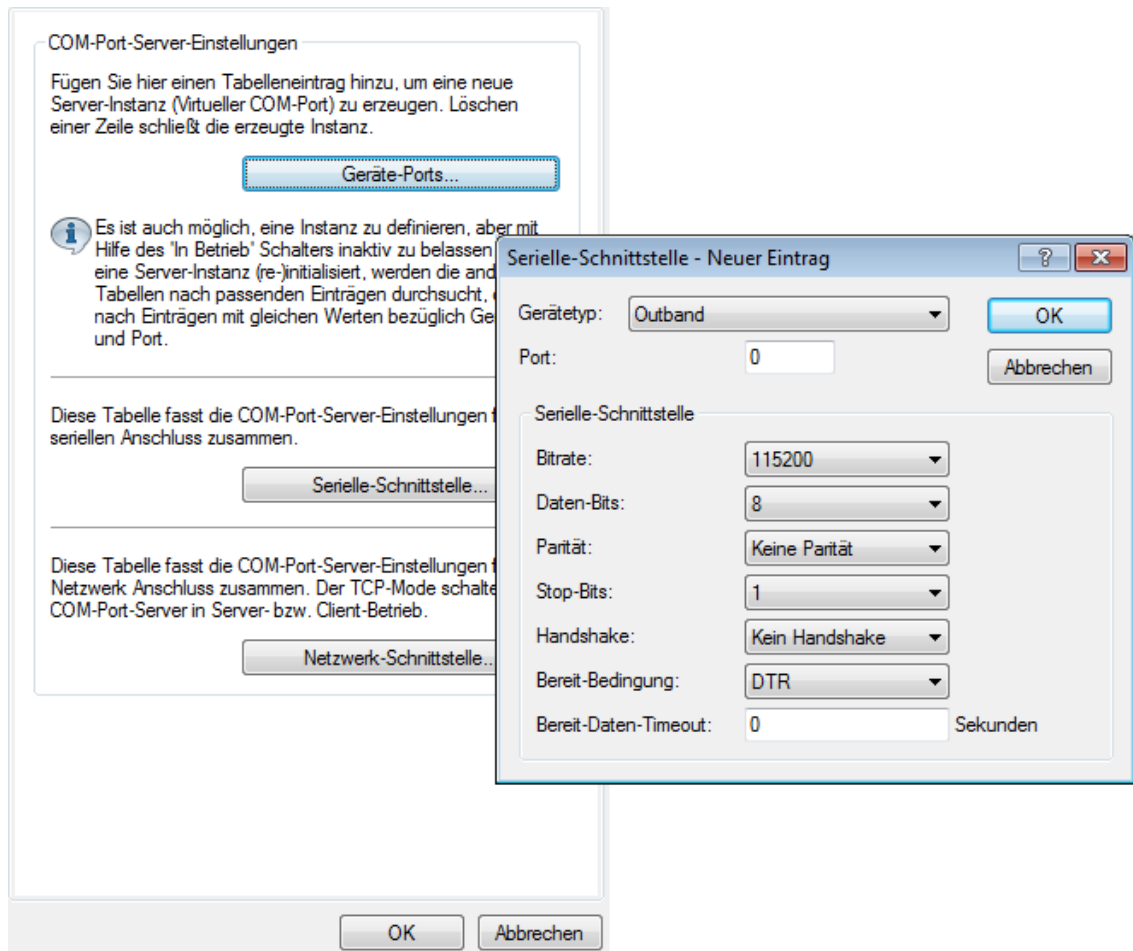 COM-Port-Server-Einstellungen
Fügen Sie hier einen Tabelleneintrag hinzu, um eine neue
Server-Instanz (Virtueller COM-Port) zu erzeugen. Löschen
einer Zeile schließt die erzeugte Instanz.
Geräte-Ports...
Es ist auch möglich, eine Instanz zu definieren, aber mit
Hilfe des 'In Betrieb' Schalters inaktiv zu belassen
eine Server-Instanz (re-)initialisiert, werden die
Tabellen nach passenden Einträgen durchsucht,
nach Einträgen mit gleichen Werten bezüglich
und Port.
Diese Tabelle fasst die COM-Port-Server-Einstellungen
seriellen Anschluss zusammen.
Serielle-Schnittstelle...
Diese Tabelle fasst die COM-Port-Server-Einstellungen
Netzwerk Anschluss zusammen. Der TCP-Mode
COM-Port-Server in Server- bzw. Client-Betrieb.
Netzwerk-Schnittstelle...
OK
Abbrechen
Serielle-Schnittstelle - Neuer Eintrag
Gerätetyp: Outband
OK
Port: 0
Abbrechen
Serielle-Schnittstelle
Bitrate: 115200
Daten-Bits: 8
Parität: Keine Parität
Stop-Bits: 1
Handshake: Kein Handshake
Bereit-Bedingung: DTR
Bereit-Daten-Timeout: 0 Sekunden